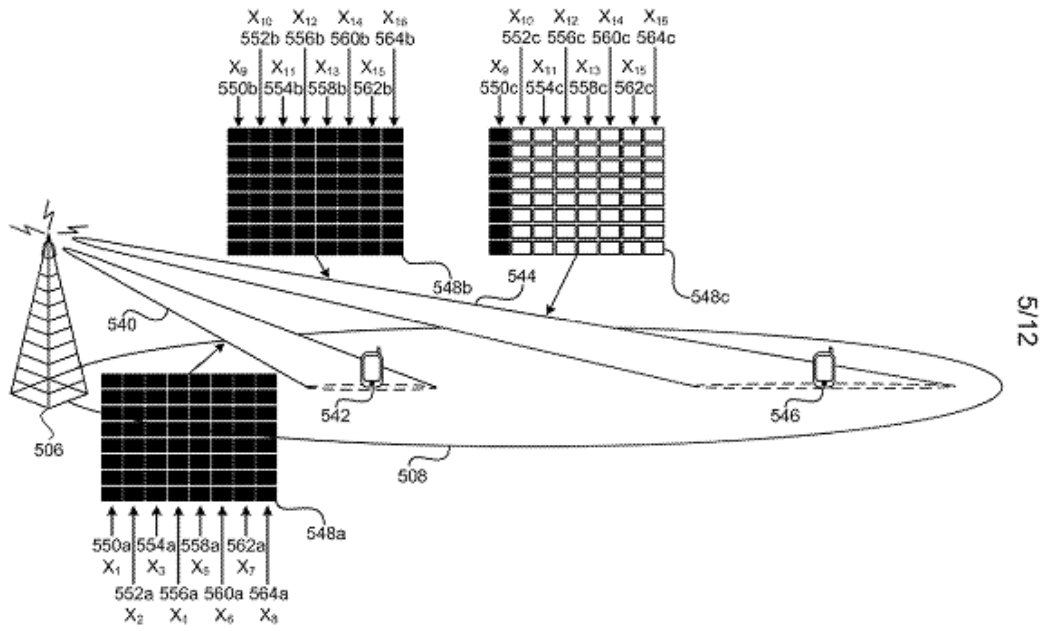 X₁₀ X₁₂ X₁₄ X₁₆
552b 556b 560b 564b
X₉ X₁₁ X₁₃ X₁₅
550b 554b 558b 562b
X₁₀ X₁₂ X₁₄ X₁₆
552c 556c 560c 564c
X₉ X₁₁ X₁₃ X₁₅
550c 554c 558c 562c
548b
544
548c
540
5/12
542
546
506
508
548a
550a 554a 558a 562a
X₁ X₃ X₅ X₇
552a 556a 560a 564a
X₂ X₄ X₆ X₈